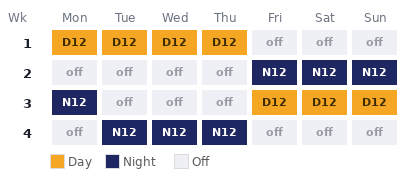 Wk Mon Tue Wed Thu Fri Sat Sun
1 D12 D12 D12 D12 off off off
2 off off off off N12 N12 N12
3 N12 off off off D12 D12 D12
4 off N12 N12 N12 off off off
Day Night Off